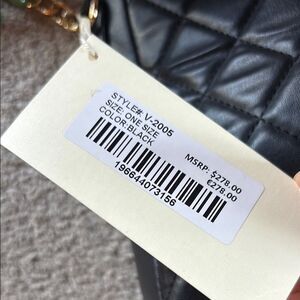 STYLE#: V-2005
SIZE: ONE SIZE
COLOR:BLACK
MSRP: $278.00
€278.00
196644073156